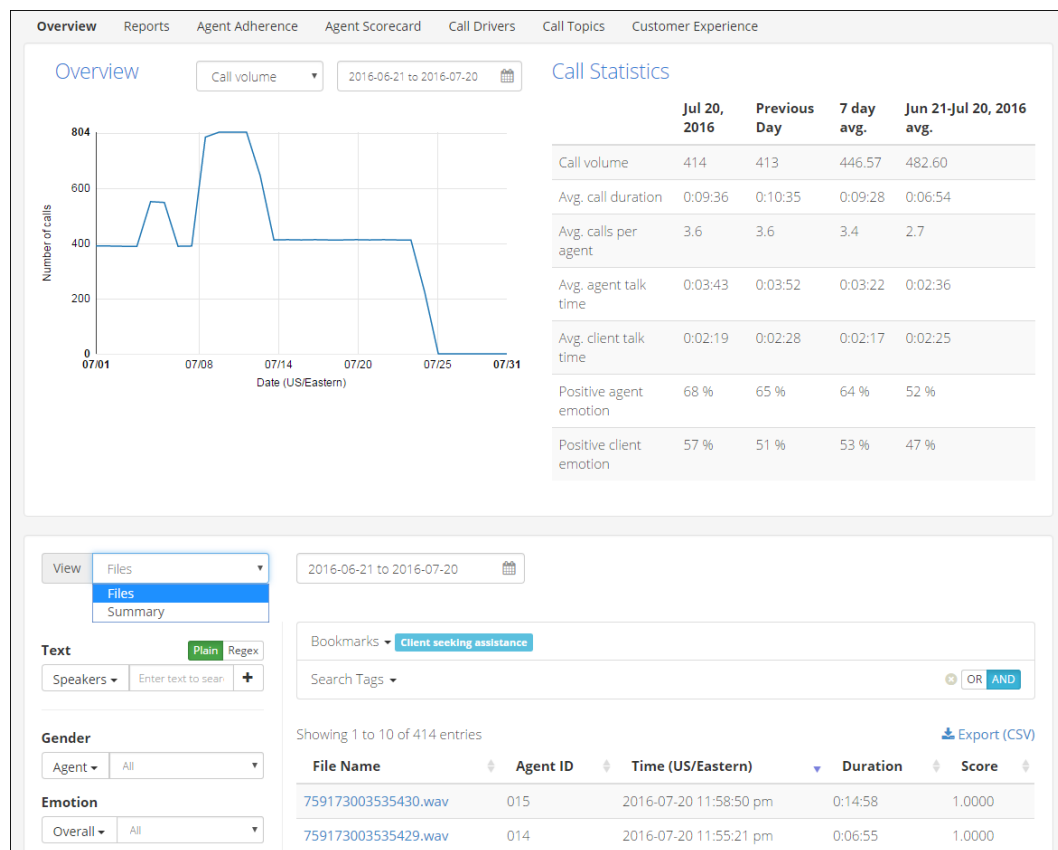 Overview Reports Agent Adherence Agent Scorecard Call Drivers Call Topics Customer Experience
Overview
Call volume
2016-06-21 to 2016-07-20
804
600
400
200
0
Number of calls
07/01 07/08 07/14 07/20 07/25 07/31
Date (US/Eastern)
Call Statistics
Jul 20, 2016 Previous Day 7 day avg. Jun 21-Jul 20, 2016 avg.
Call volume 414 413 446.57 482.60
Avg. call duration 0:09:36 0:10:35 0:09:28 0:06:54
Avg. calls per agent 3.6 3.6 3.4 2.7
Avg. agent talk time 0:03:43 0:03:52 0:03:22 0:02:36
Avg. client talk time 0:02:19 0:02:28 0:02:17 0:02:25
Positive agent emotion 68 % 65 % 64 % 52 %
Positive client emotion 57 % 51 % 53 % 47 %
View Files
Files
Summary
2016-06-21 to 2016-07-20
Text Plain Regex
Speakers Enter text to sear +
Gender
Agent All
Emotion
Overall All
Bookmarks Client seeking assistance
Search Tags OR AND
Showing 1 to 10 of 414 entries Export (CSV)
File Name Agent ID Time (US/Eastern) Duration Score
759173003535430.wav 015 2016-07-20 11:58:50 pm 0:14:58 1.0000
759173003535429.wav 014 2016-07-20 11:55:21 pm 0:06:55 1.0000